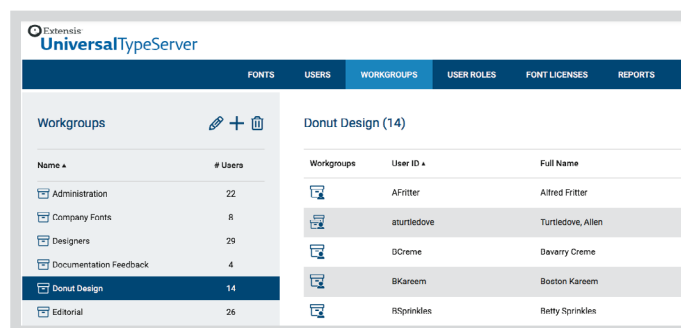 Extensis
UniversalTypeServer
FONTS USERS WORKGROUPS USER ROLES FONT LICENSES REPORTS
Workgroups
Name # Users
Administration 22
Company Fonts 8
Designers 29
Documentation Feedback 4
Donut Design 14
Editorial 26
Donut Design (14)
Workgroups User ID Full Name
AFritter Alfred Fritter
aturtledove Turtledove, Allen
BCreme Bavarry Creme
BKareem Boston Kareem
BSprinkles Betty Sprinkles